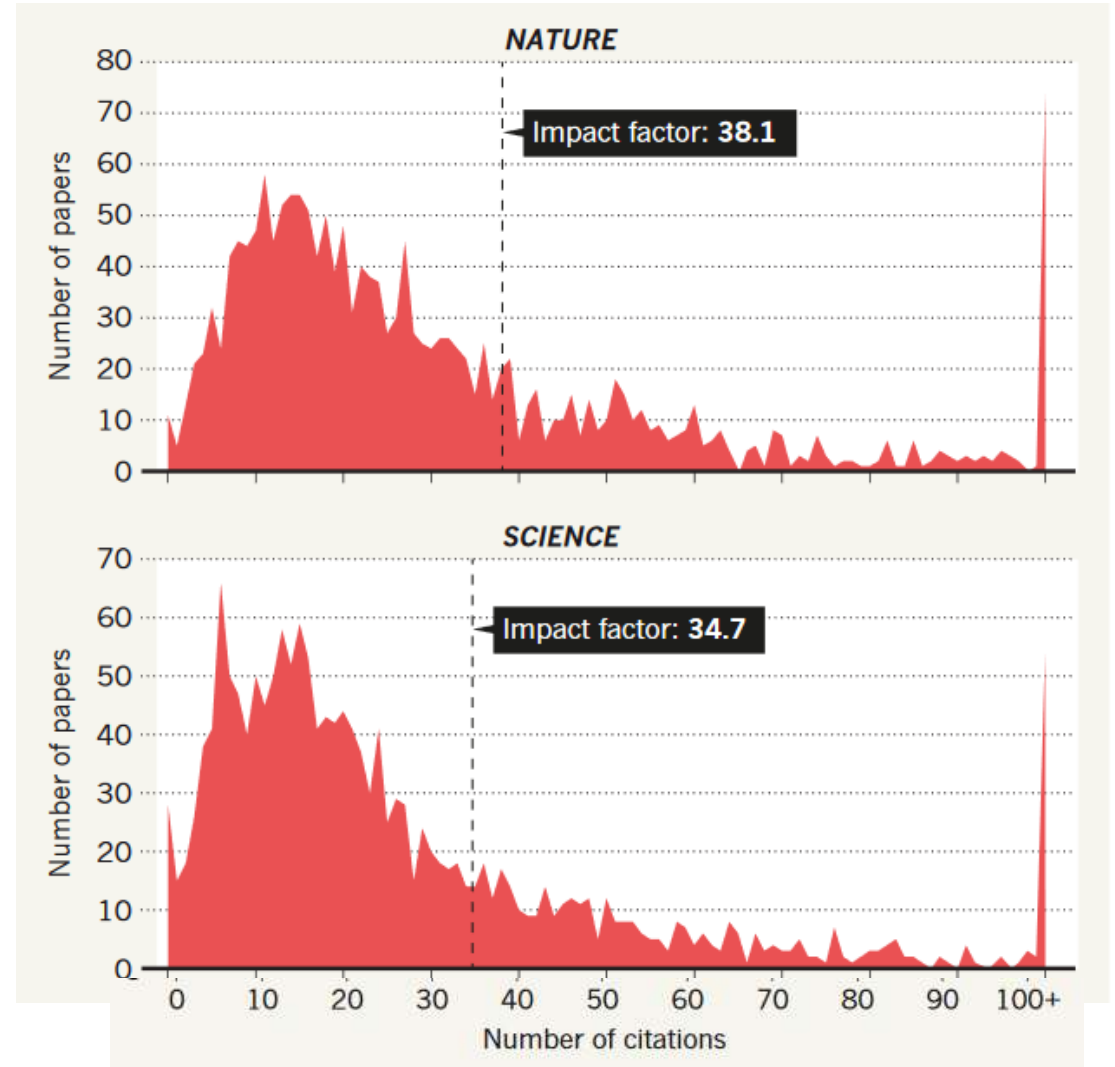 NATURE
80
70
60
50
40
30
20
10
0
Number of papers
Impact factor: 38.1
SCIENCE
70
60
50
40
30
20
10
0
Number of papers
Impact factor: 34.7
0 10 20 30 40 50 60 70 80 90 100+
Number of citations